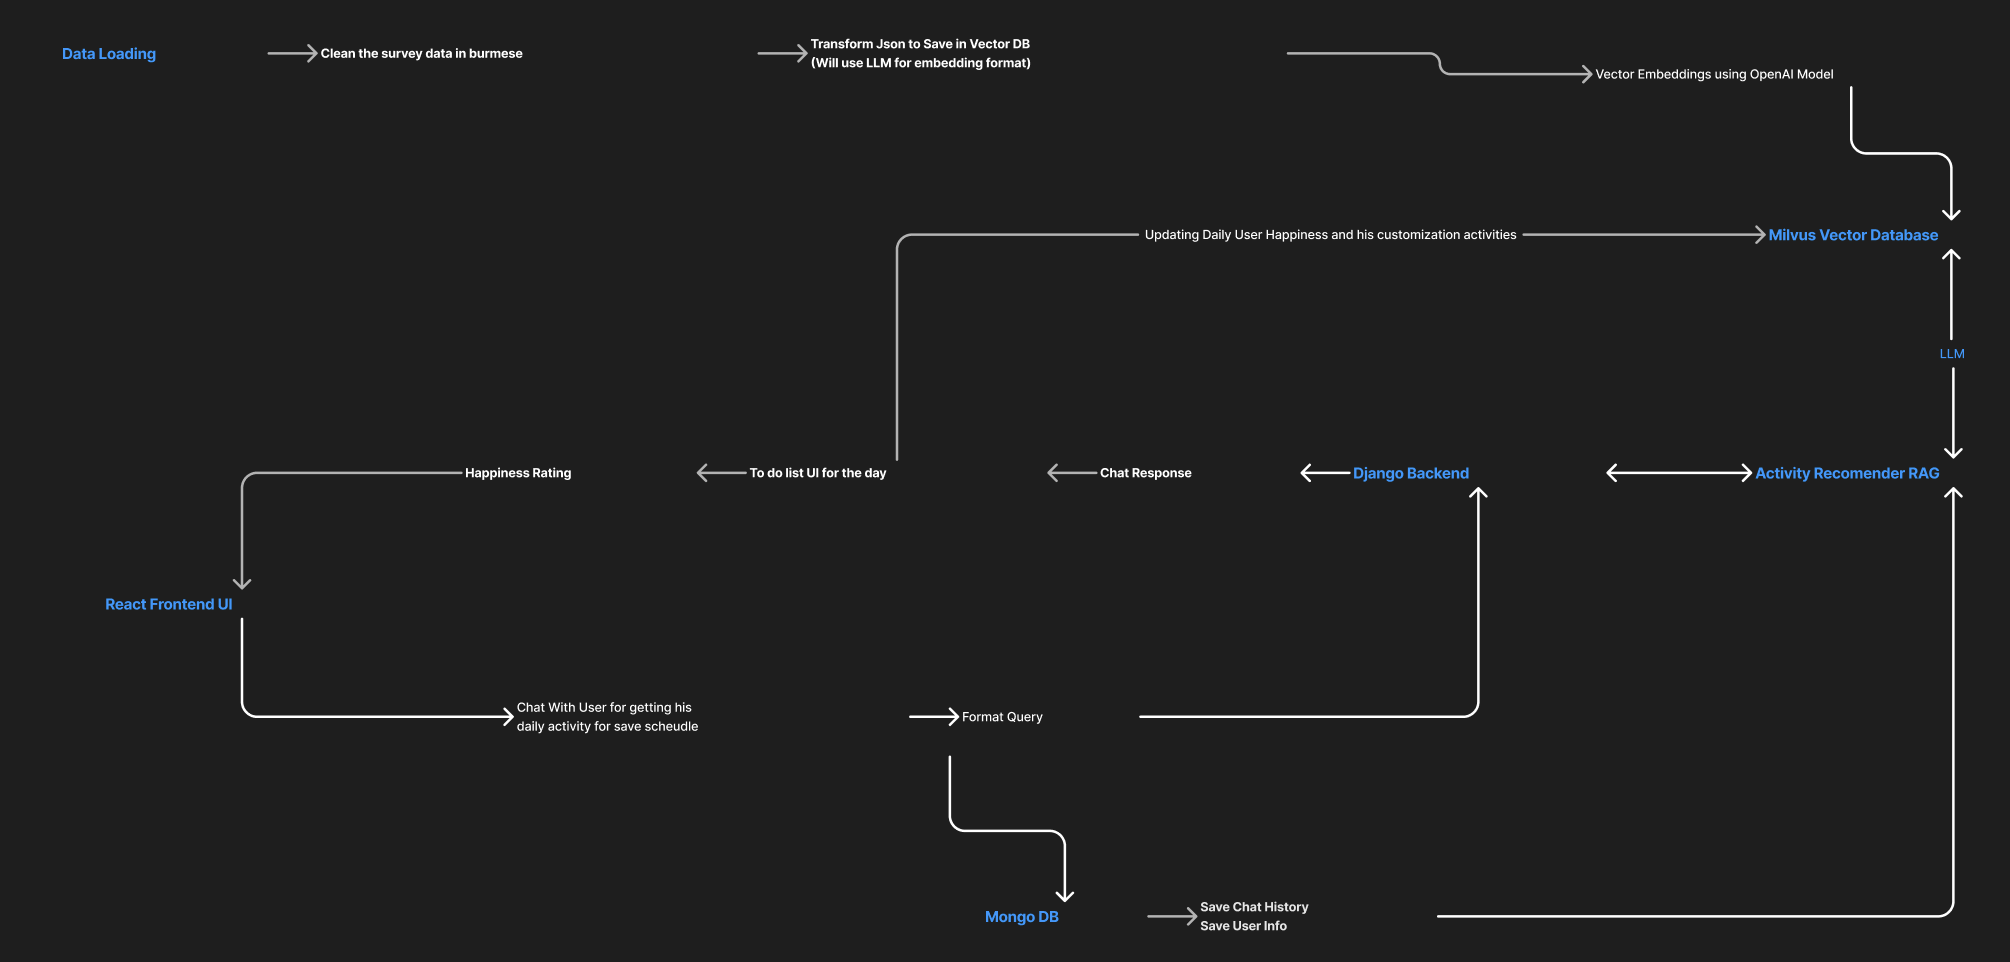 Data Loading
Clean the survey data in burmese
Transform Json to Save in Vector DB
(Will use LLM for embedding format)
Vector Embeddings using OpenAI Model
Updating Daily User Happiness and his customization activities
Milvus Vector Database
LLM
Happiness Rating
To do list UI for the day
Chat Response
Django Backend
Activity Recomender RAG
React Frontend UI
Chat With User for getting his
daily activity for save scheudle
Format Query
Mongo DB
Save Chat History
Save User Info